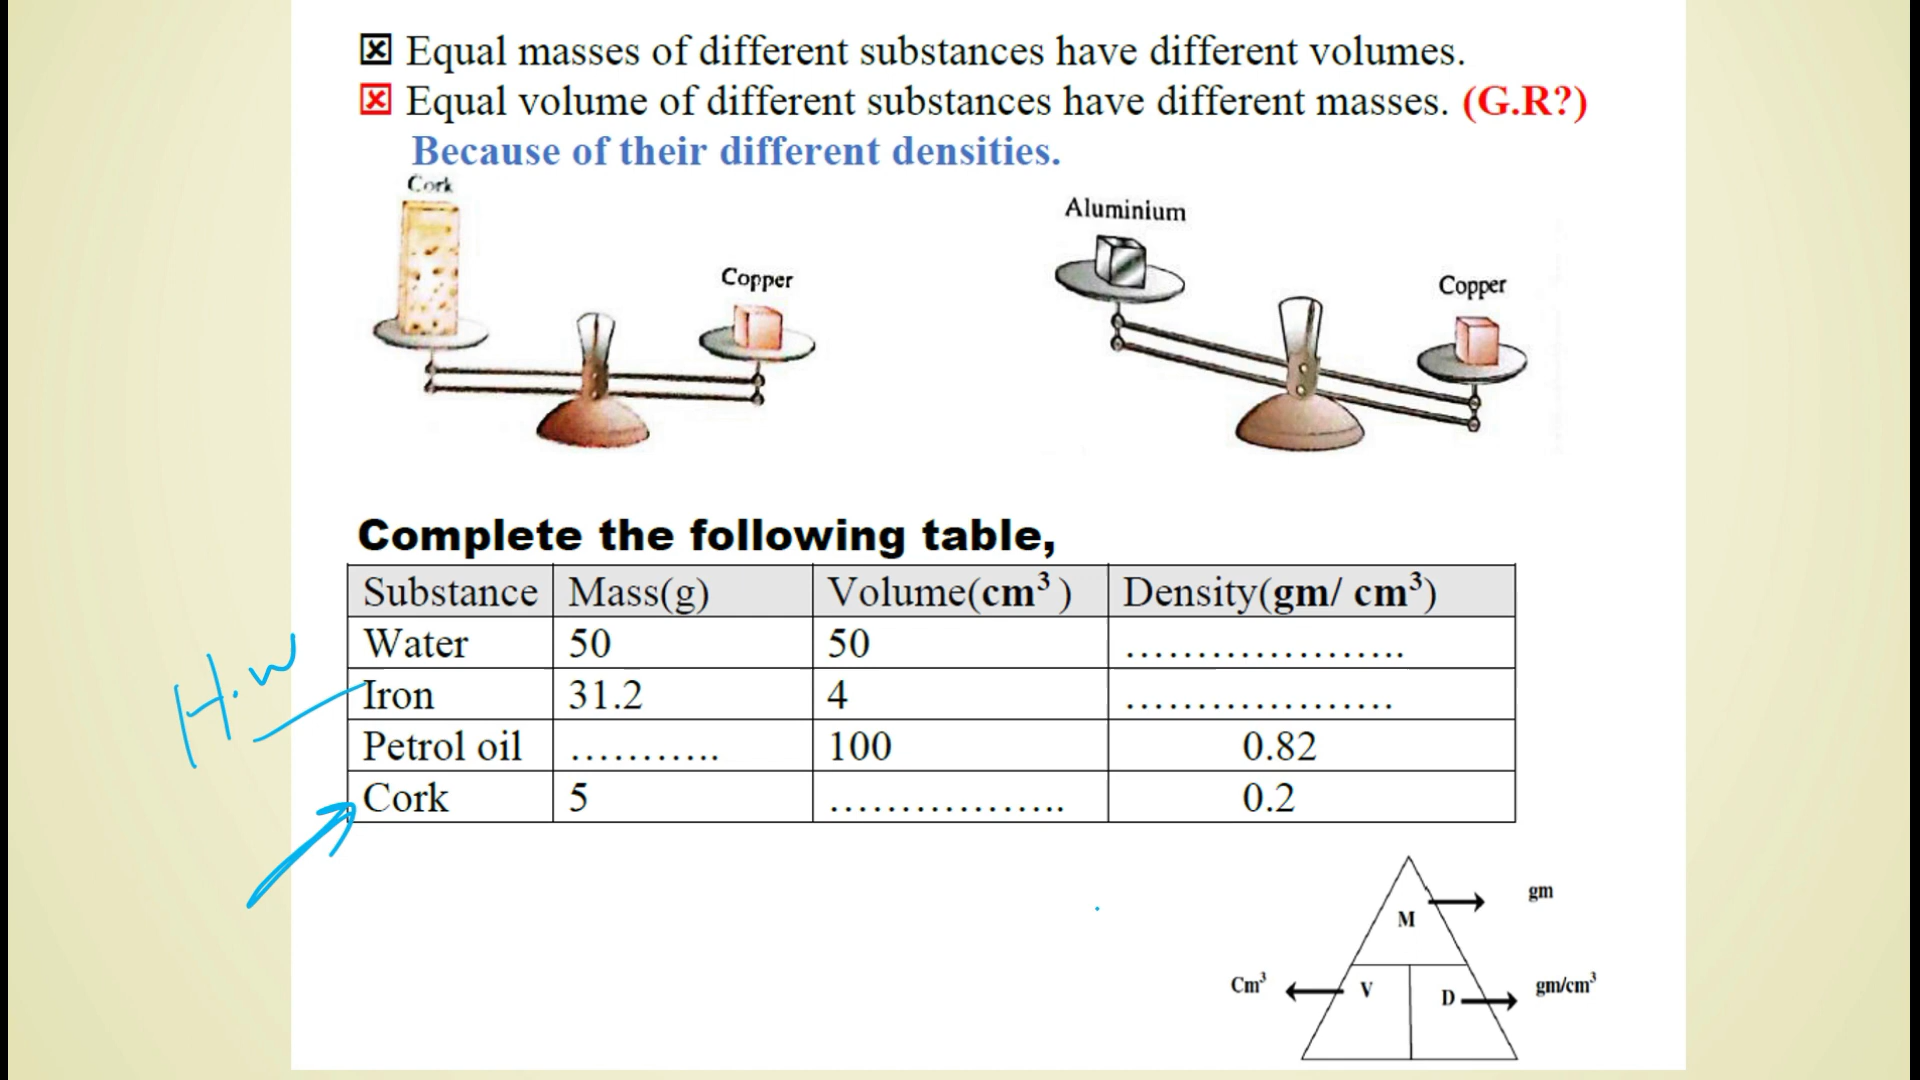 Equal masses of different substances have different volumes.
Equal volume of different substances have different masses. (G.R?)
Because of their different densities.
Cork
Copper
Aluminium
Copper
Complete the following table,
Substance Mass(g) Volume(cm³ ) Density(gm/ cm³)
Water 50 50 ....................
Iron 31.2 4 ...................
Petrol oil ........... 100 0.82
Cork 5 ................. 0.2
H.w
M
gm
Cm³
V
D
gm/cm³